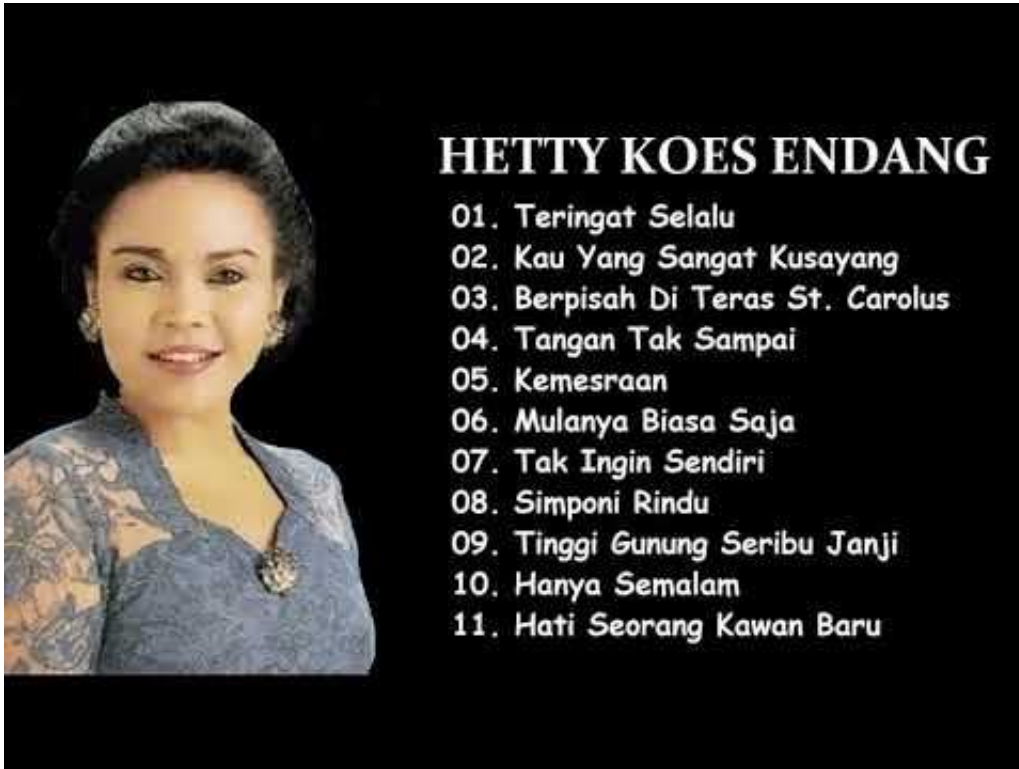 HETTY KOES ENDANG
01. Teringat Selalu
02. Kau Yang Sangat Kusayang
03. Berpisah Di Teras St. Carolus
04. Tangan Tak Sampai
05. Kemesraan
06. Mulanya Biasa Saja
07. Tak Ingin Sendiri
08. Simponi Rindu
09. Tinggi Gunung Seribu Janji
10. Hanya Semalam
11. Hati Seorang Kawan Baru